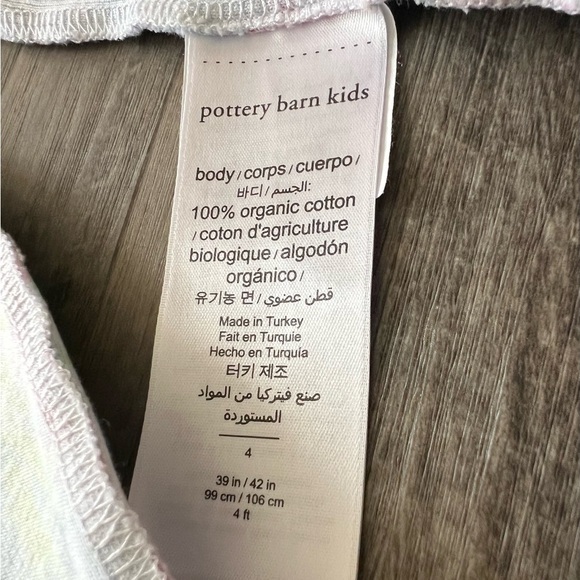 pottery barn kids
body / corps / cuerpo /
바디 / الجسم:
100% organic cotton
/ coton d'agriculture
biologique / algodón
orgánico /
유기농 면 / قطن عضوي /
Made in Turkey
Fait en Turquie
Hecho en Turquía
터키 제조
صنع فيتركيا من المواد
المستوردة
4
39 in / 42 in
99 cm / 106 cm
4 ft